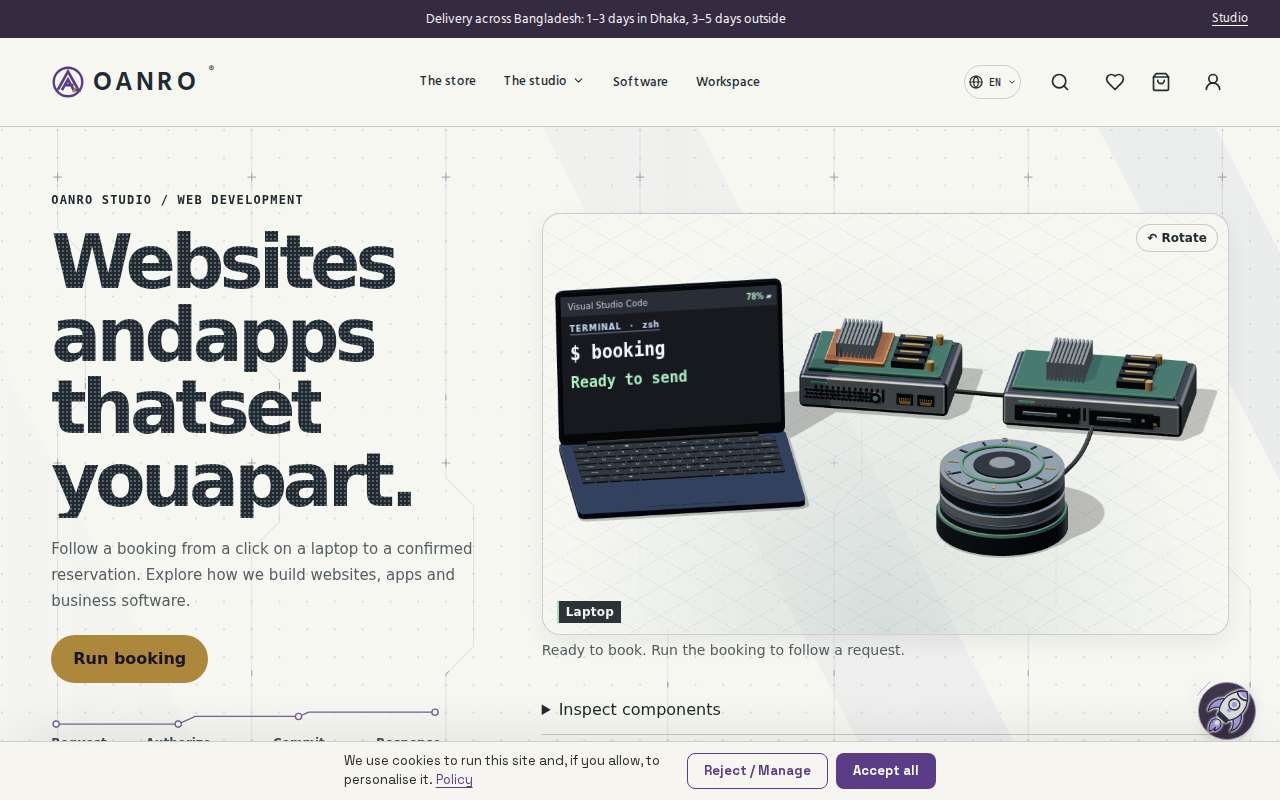 Delivery across Bangladesh: 1–3 days in Dhaka, 3–5 days outside
Studio
OANRO ®
The store
The studio
Software
Workspace
EN
OANRO STUDIO / WEB DEVELOPMENT
Websites
andapps
thatset
youapart.
Follow a booking from a click on a laptop to a confirmed
reservation. Explore how we build websites, apps and
business software.
Run booking
Request Authorize Commit Response
↶ Rotate
Visual Studio Code 78%
TERMINAL · zsh
$ booking
Ready to send
Laptop
Ready to book. Run the booking to follow a request.
▶ Inspect components
We use cookies to run this site and, if you allow, to
personalise it. Policy
Reject / Manage
Accept all